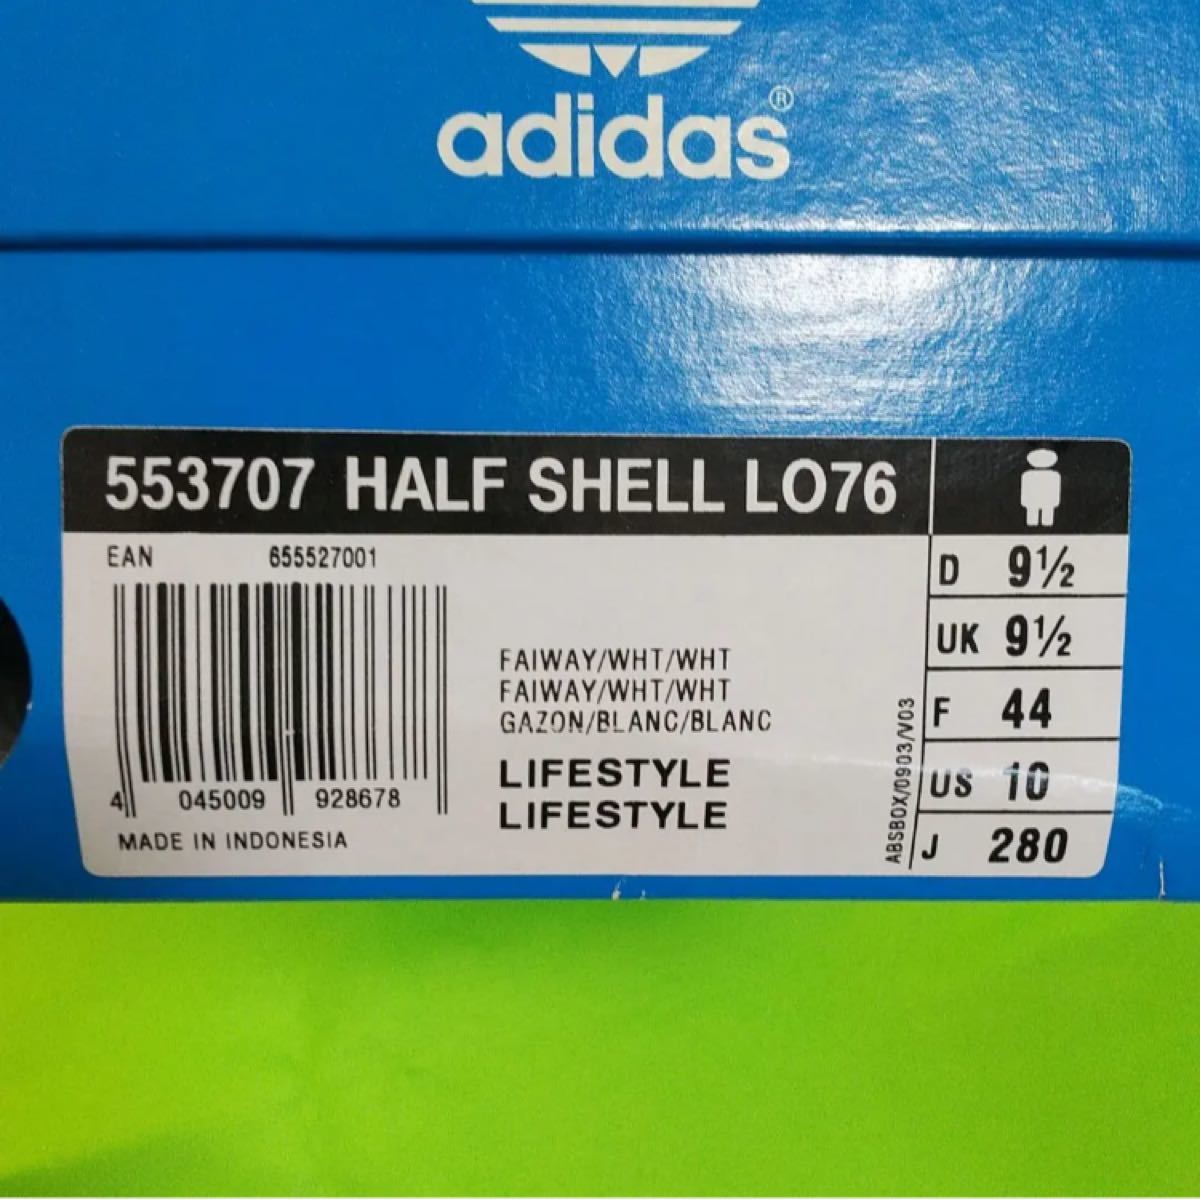 adidas®
553707 HALF SHELL LO76
EAN 655527001
4 045009 928678
MADE IN INDONESIA
FAIWAY/WHT/WHT
FAIWAY/WHT/WHT
GAZON/BLANC/BLANC
LIFESTYLE
LIFESTYLE
ABSBOX/0903/V03
D 9½
UK 9½
F 44
US 10
J 280